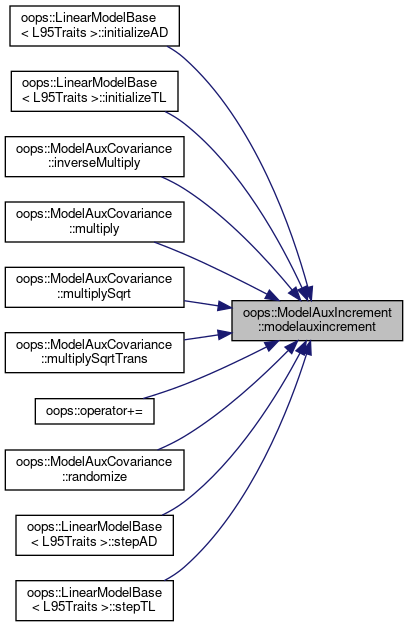 oops::LinearModelBase
< L95Traits >::initializeAD
oops::LinearModelBase
< L95Traits >::initializeTL
oops::ModelAuxCovariance
::inverseMultiply
oops::ModelAuxCovariance
::multiply
oops::ModelAuxCovariance
::multiplySqrt
oops::ModelAuxIncrement
::modelauxincrement
oops::ModelAuxCovariance
::multiplySqrtTrans
oops::operator+=
oops::ModelAuxCovariance
::randomize
oops::LinearModelBase
< L95Traits >::stepAD
oops::LinearModelBase
< L95Traits >::stepTL